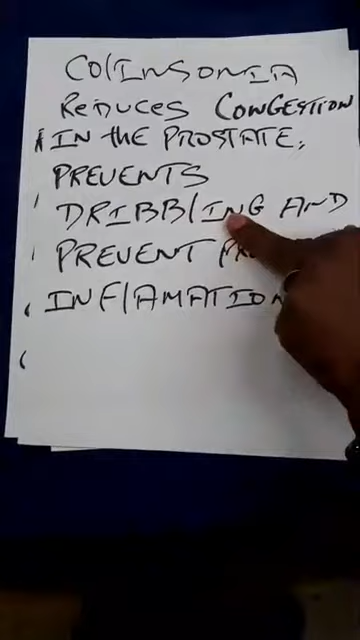 COlINSONIA
REDUCES CONGESTION
IN the PROSTATE,
PREVENTS
DRIBBlING AND
PREVENT
INFlAMATION